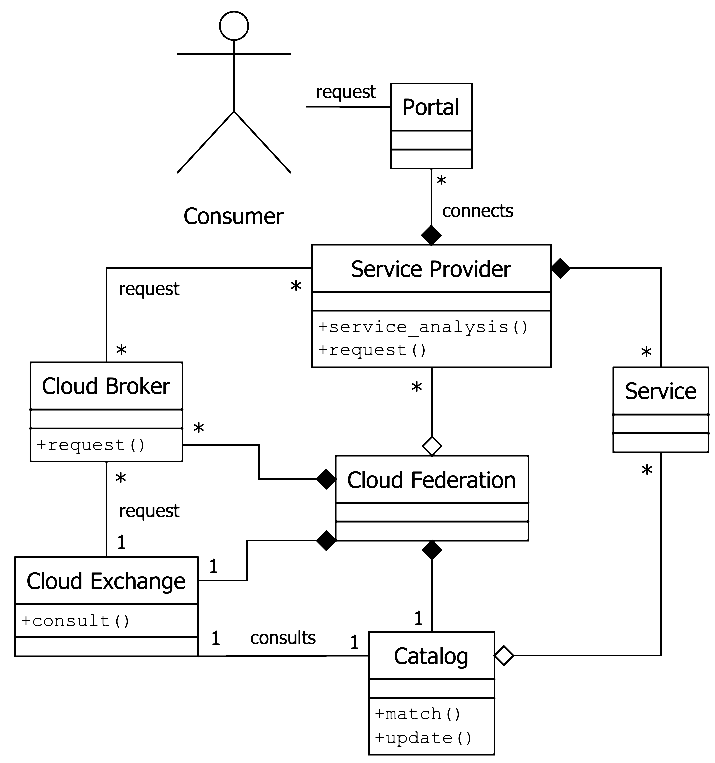 request
Portal
Consumer
*
connects
Service Provider
request
*
+service_analysis()
+request()
*
*
Cloud Broker
*
Service
+request()
*
*
*
Cloud Federation
request
1
1
Cloud Exchange
+consult()
1
1
consults
1
Catalog
+match()
+update()